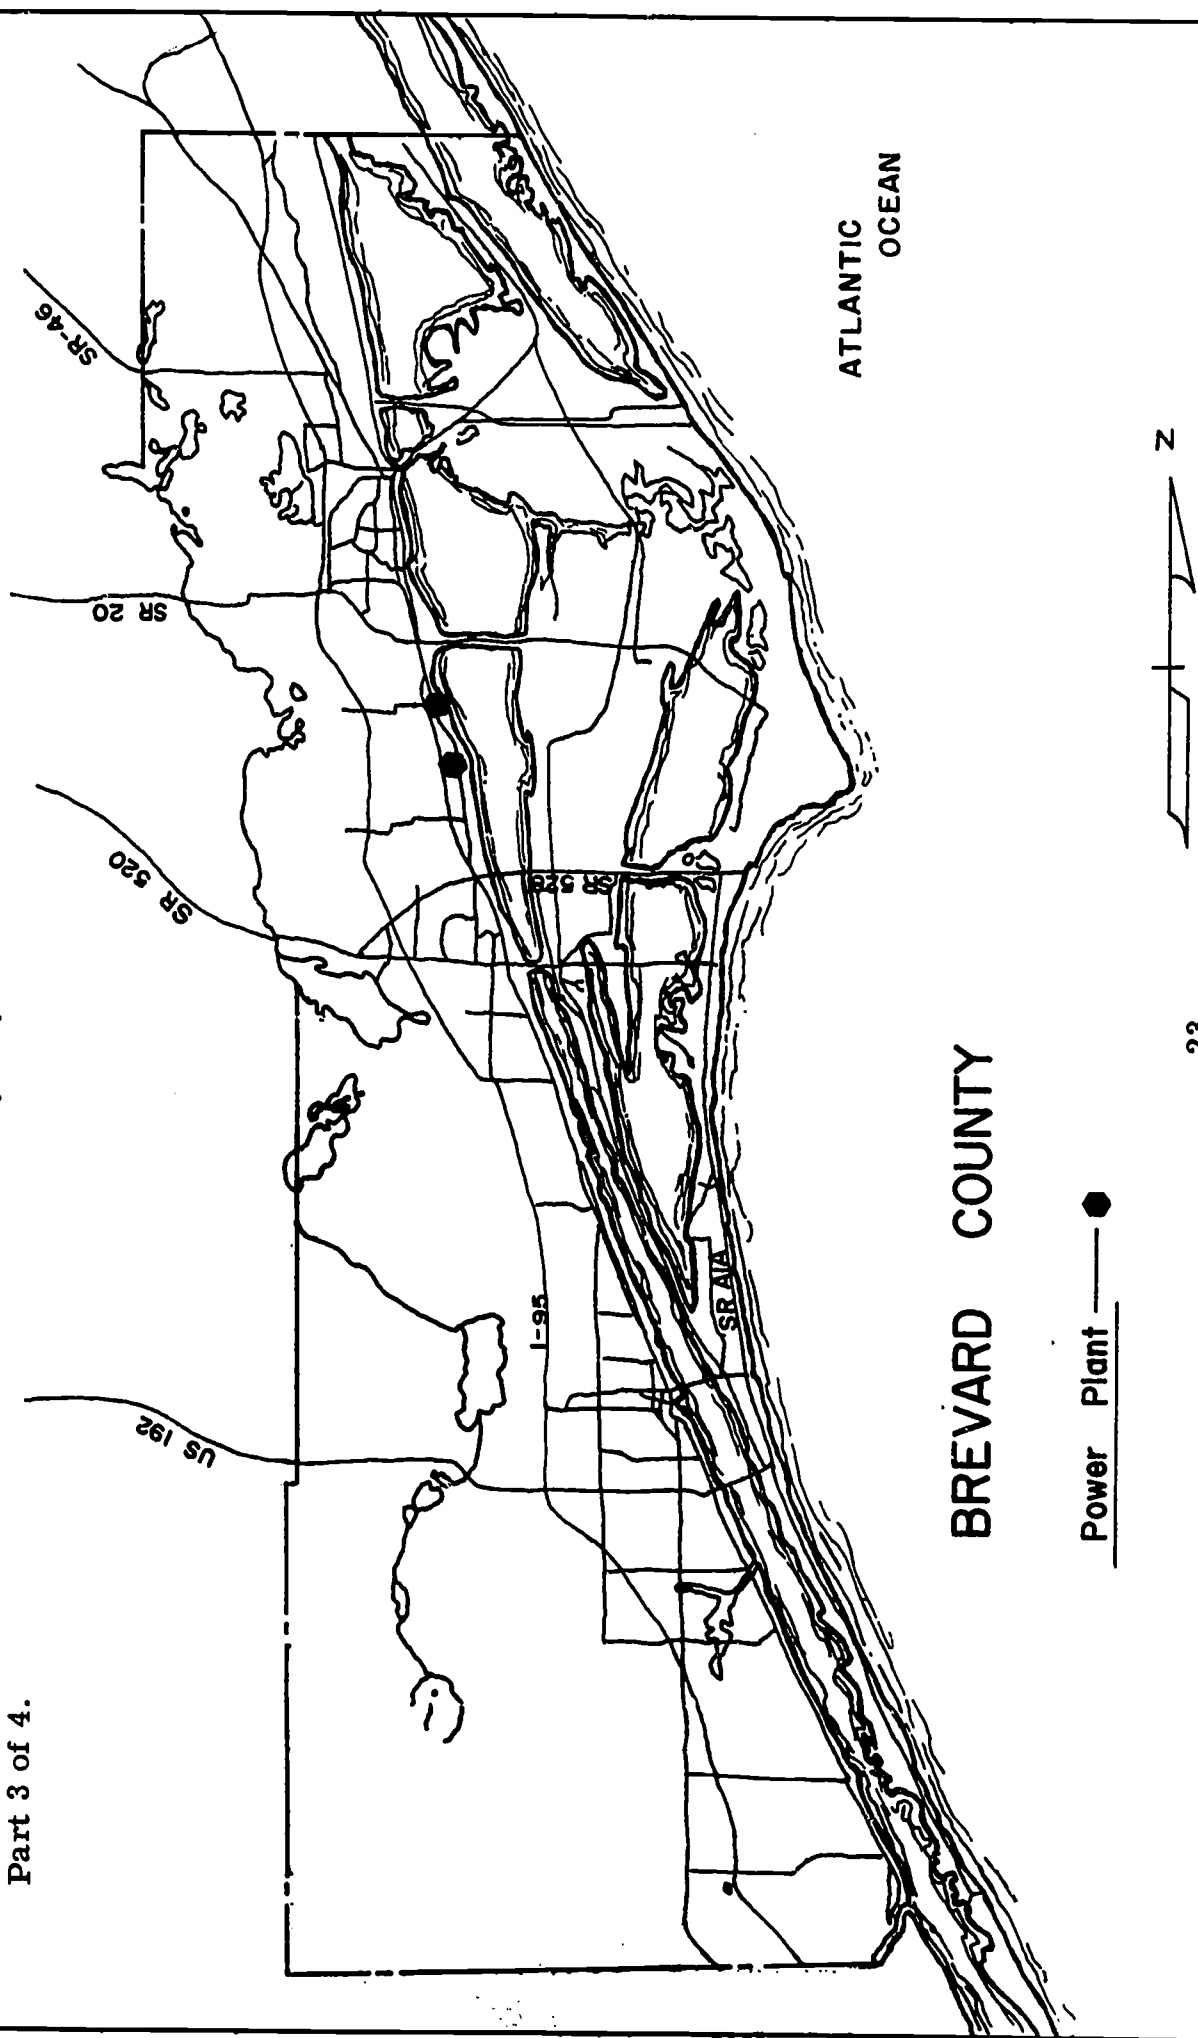 Part 3 of 4.
SR-46
SR 20
SR 520
SR 528
US 192
I-95
SR A1A
ATLANTIC
OCEAN
N
BREVARD COUNTY
Power Plant
23